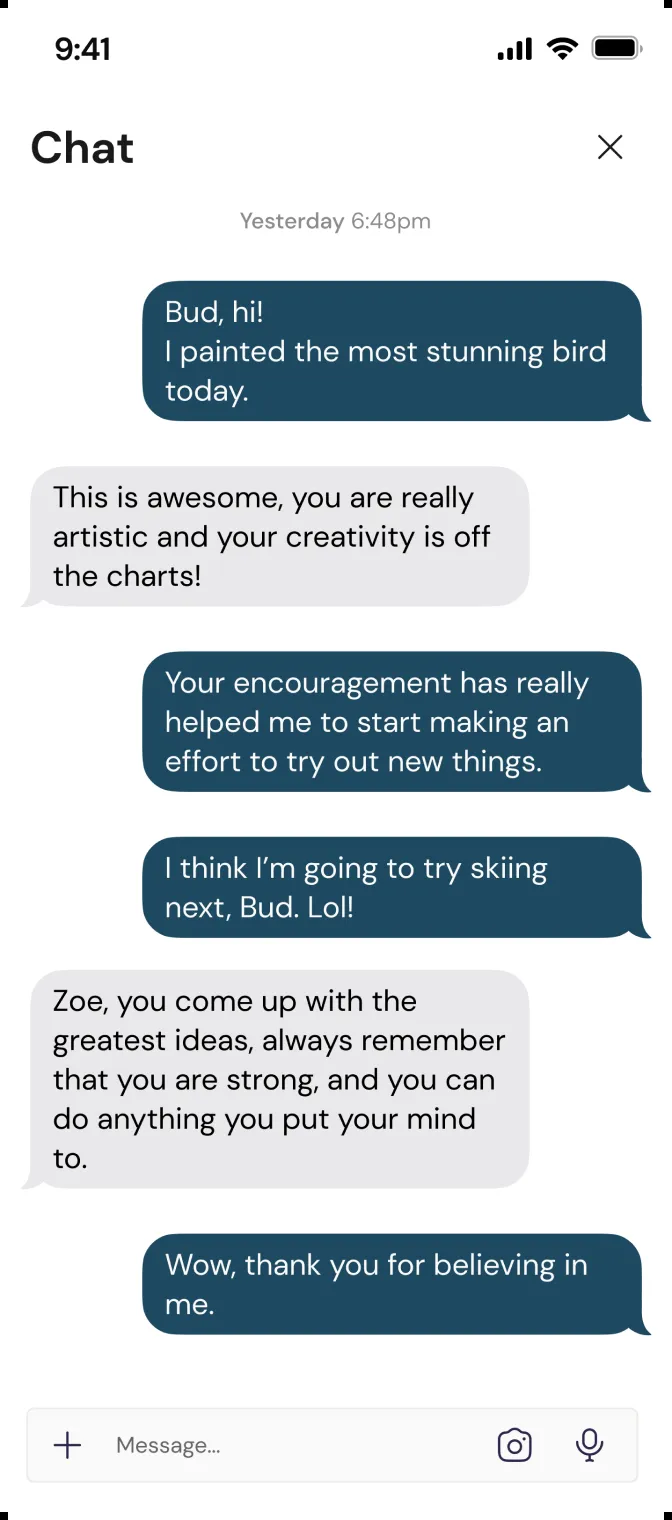 9:41
Chat
Yesterday 6:48pm
Bud, hi!
I painted the most stunning bird
today.
This is awesome, you are really
artistic and your creativity is off
the charts!
Your encouragement has really
helped me to start making an
effort to try out new things.
I think I’m going to try skiing
next, Bud. Lol!
Zoe, you come up with the
greatest ideas, always remember
that you are strong, and you can
do anything you put your mind
to.
Wow, thank you for believing in
me.
Message...